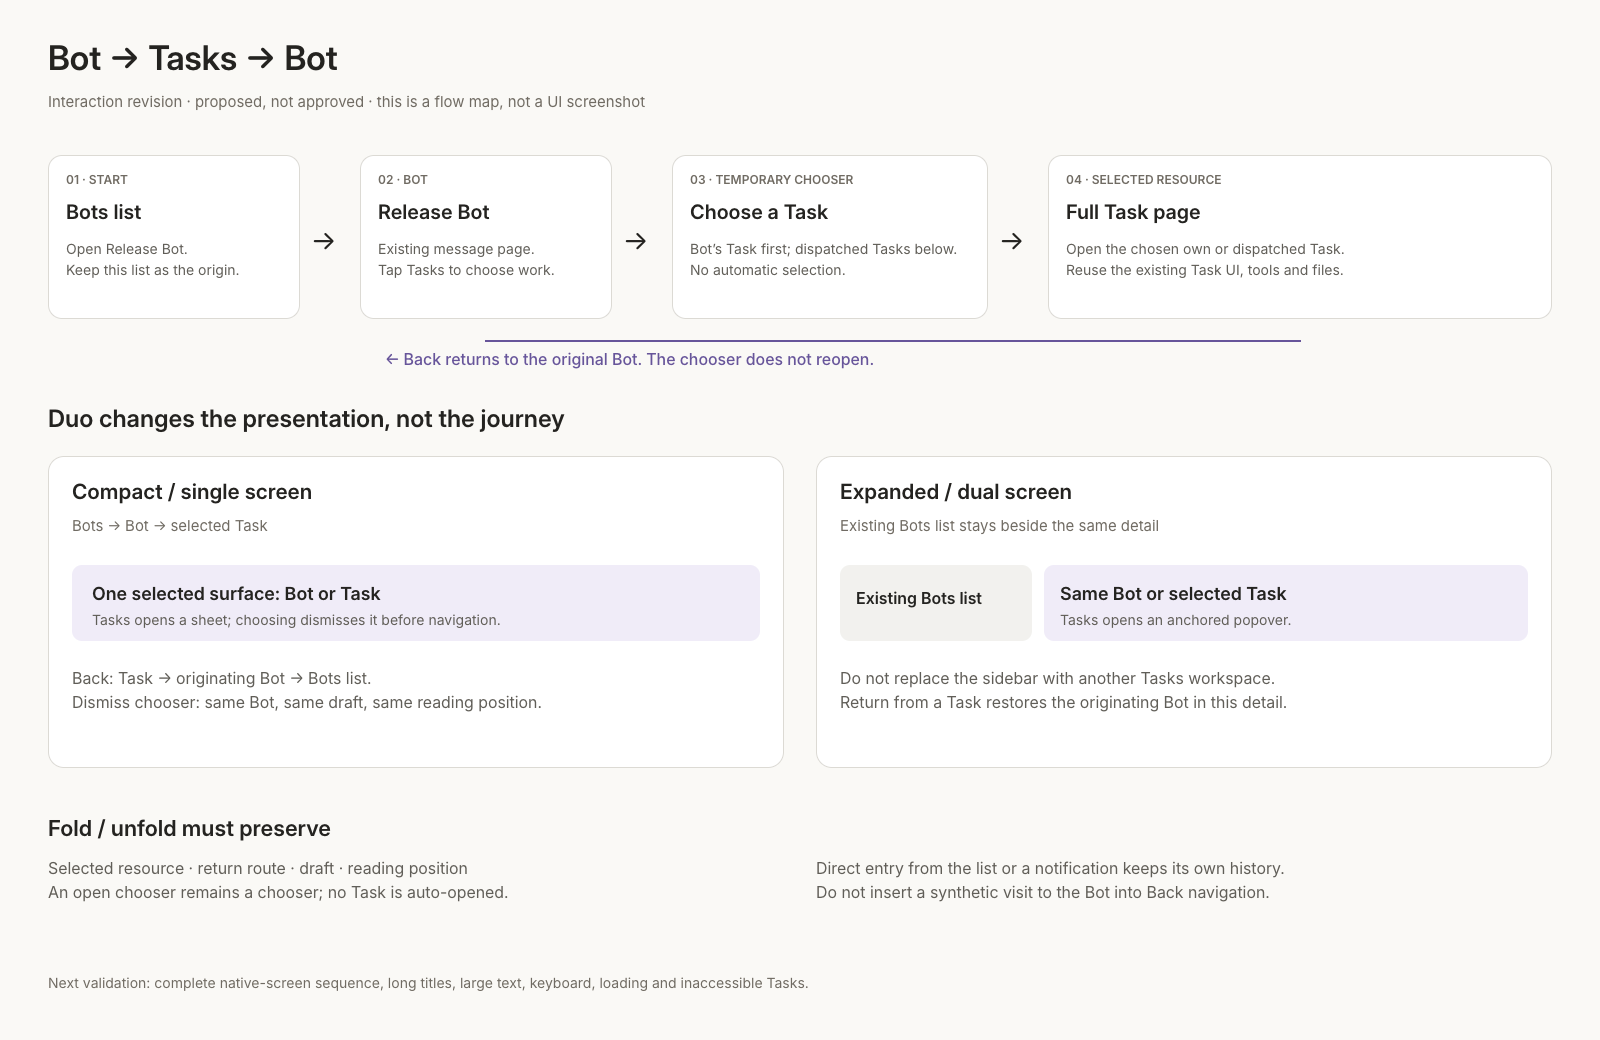 Bot → Tasks → Bot
Interaction revision · proposed, not approved · this is a flow map, not a UI screenshot
01 · START
Bots list
Open Release Bot.
Keep this list as the origin.
→
02 · BOT
Release Bot
Existing message page.
Tap Tasks to choose work.
→
03 · TEMPORARY CHOOSER
Choose a Task
Bot’s Task first; dispatched Tasks below.
No automatic selection.
→
04 · SELECTED RESOURCE
Full Task page
Open the chosen own or dispatched Task.
Reuse the existing Task UI, tools and files.
← Back returns to the original Bot. The chooser does not reopen.
Duo changes the presentation, not the journey
Compact / single screen
Bots → Bot → selected Task
One selected surface: Bot or Task
Tasks opens a sheet; choosing dismisses it before navigation.
Back: Task → originating Bot → Bots list.
Dismiss chooser: same Bot, same draft, same reading position.
Expanded / dual screen
Existing Bots list stays beside the same detail
Existing Bots list
Same Bot or selected Task
Tasks opens an anchored popover.
Do not replace the sidebar with another Tasks workspace.
Return from a Task restores the originating Bot in this detail.
Fold / unfold must preserve
Selected resource · return route · draft · reading position
An open chooser remains a chooser; no Task is auto-opened.
Direct entry from the list or a notification keeps its own history.
Do not insert a synthetic visit to the Bot into Back navigation.
Next validation: complete native-screen sequence, long titles, large text, keyboard, loading and inaccessible Tasks.